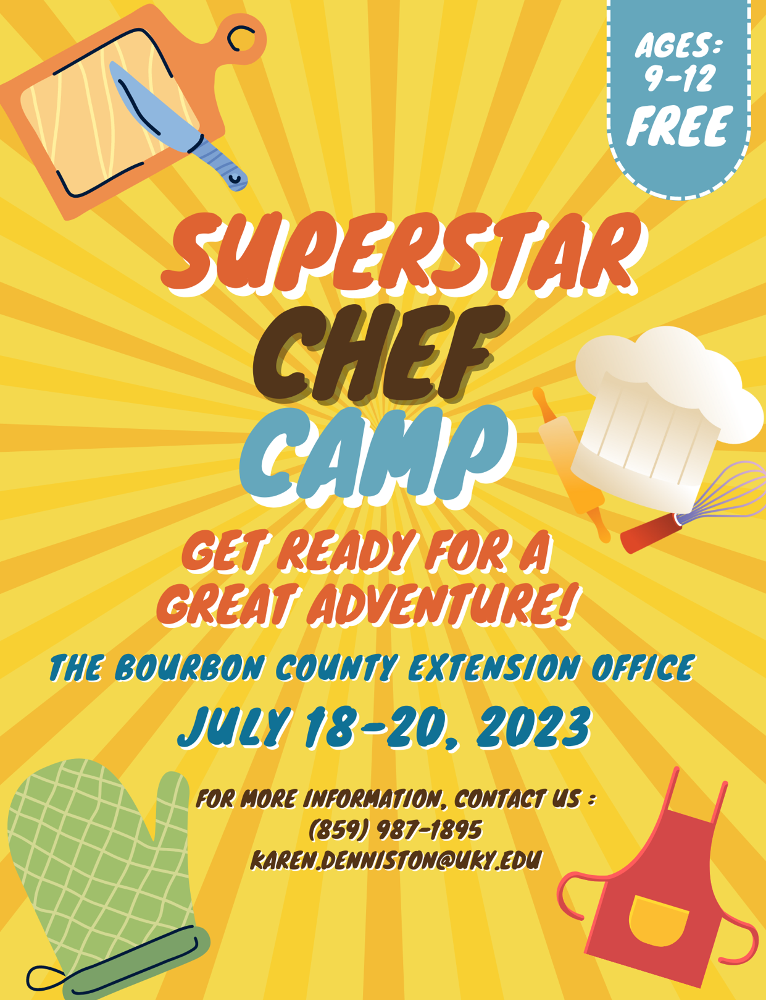 AGES:
9-12
FREE
SUPERSTAR
CHEF
CAMP
GET READY FOR A
GREAT ADVENTURE!
THE BOURBON COUNTY EXTENSION OFFICE
JULY 18-20, 2023
FOR MORE INFORMATION, CONTACT US :
(859) 987-1895
KAREN.DENNISTON@UKY.EDU